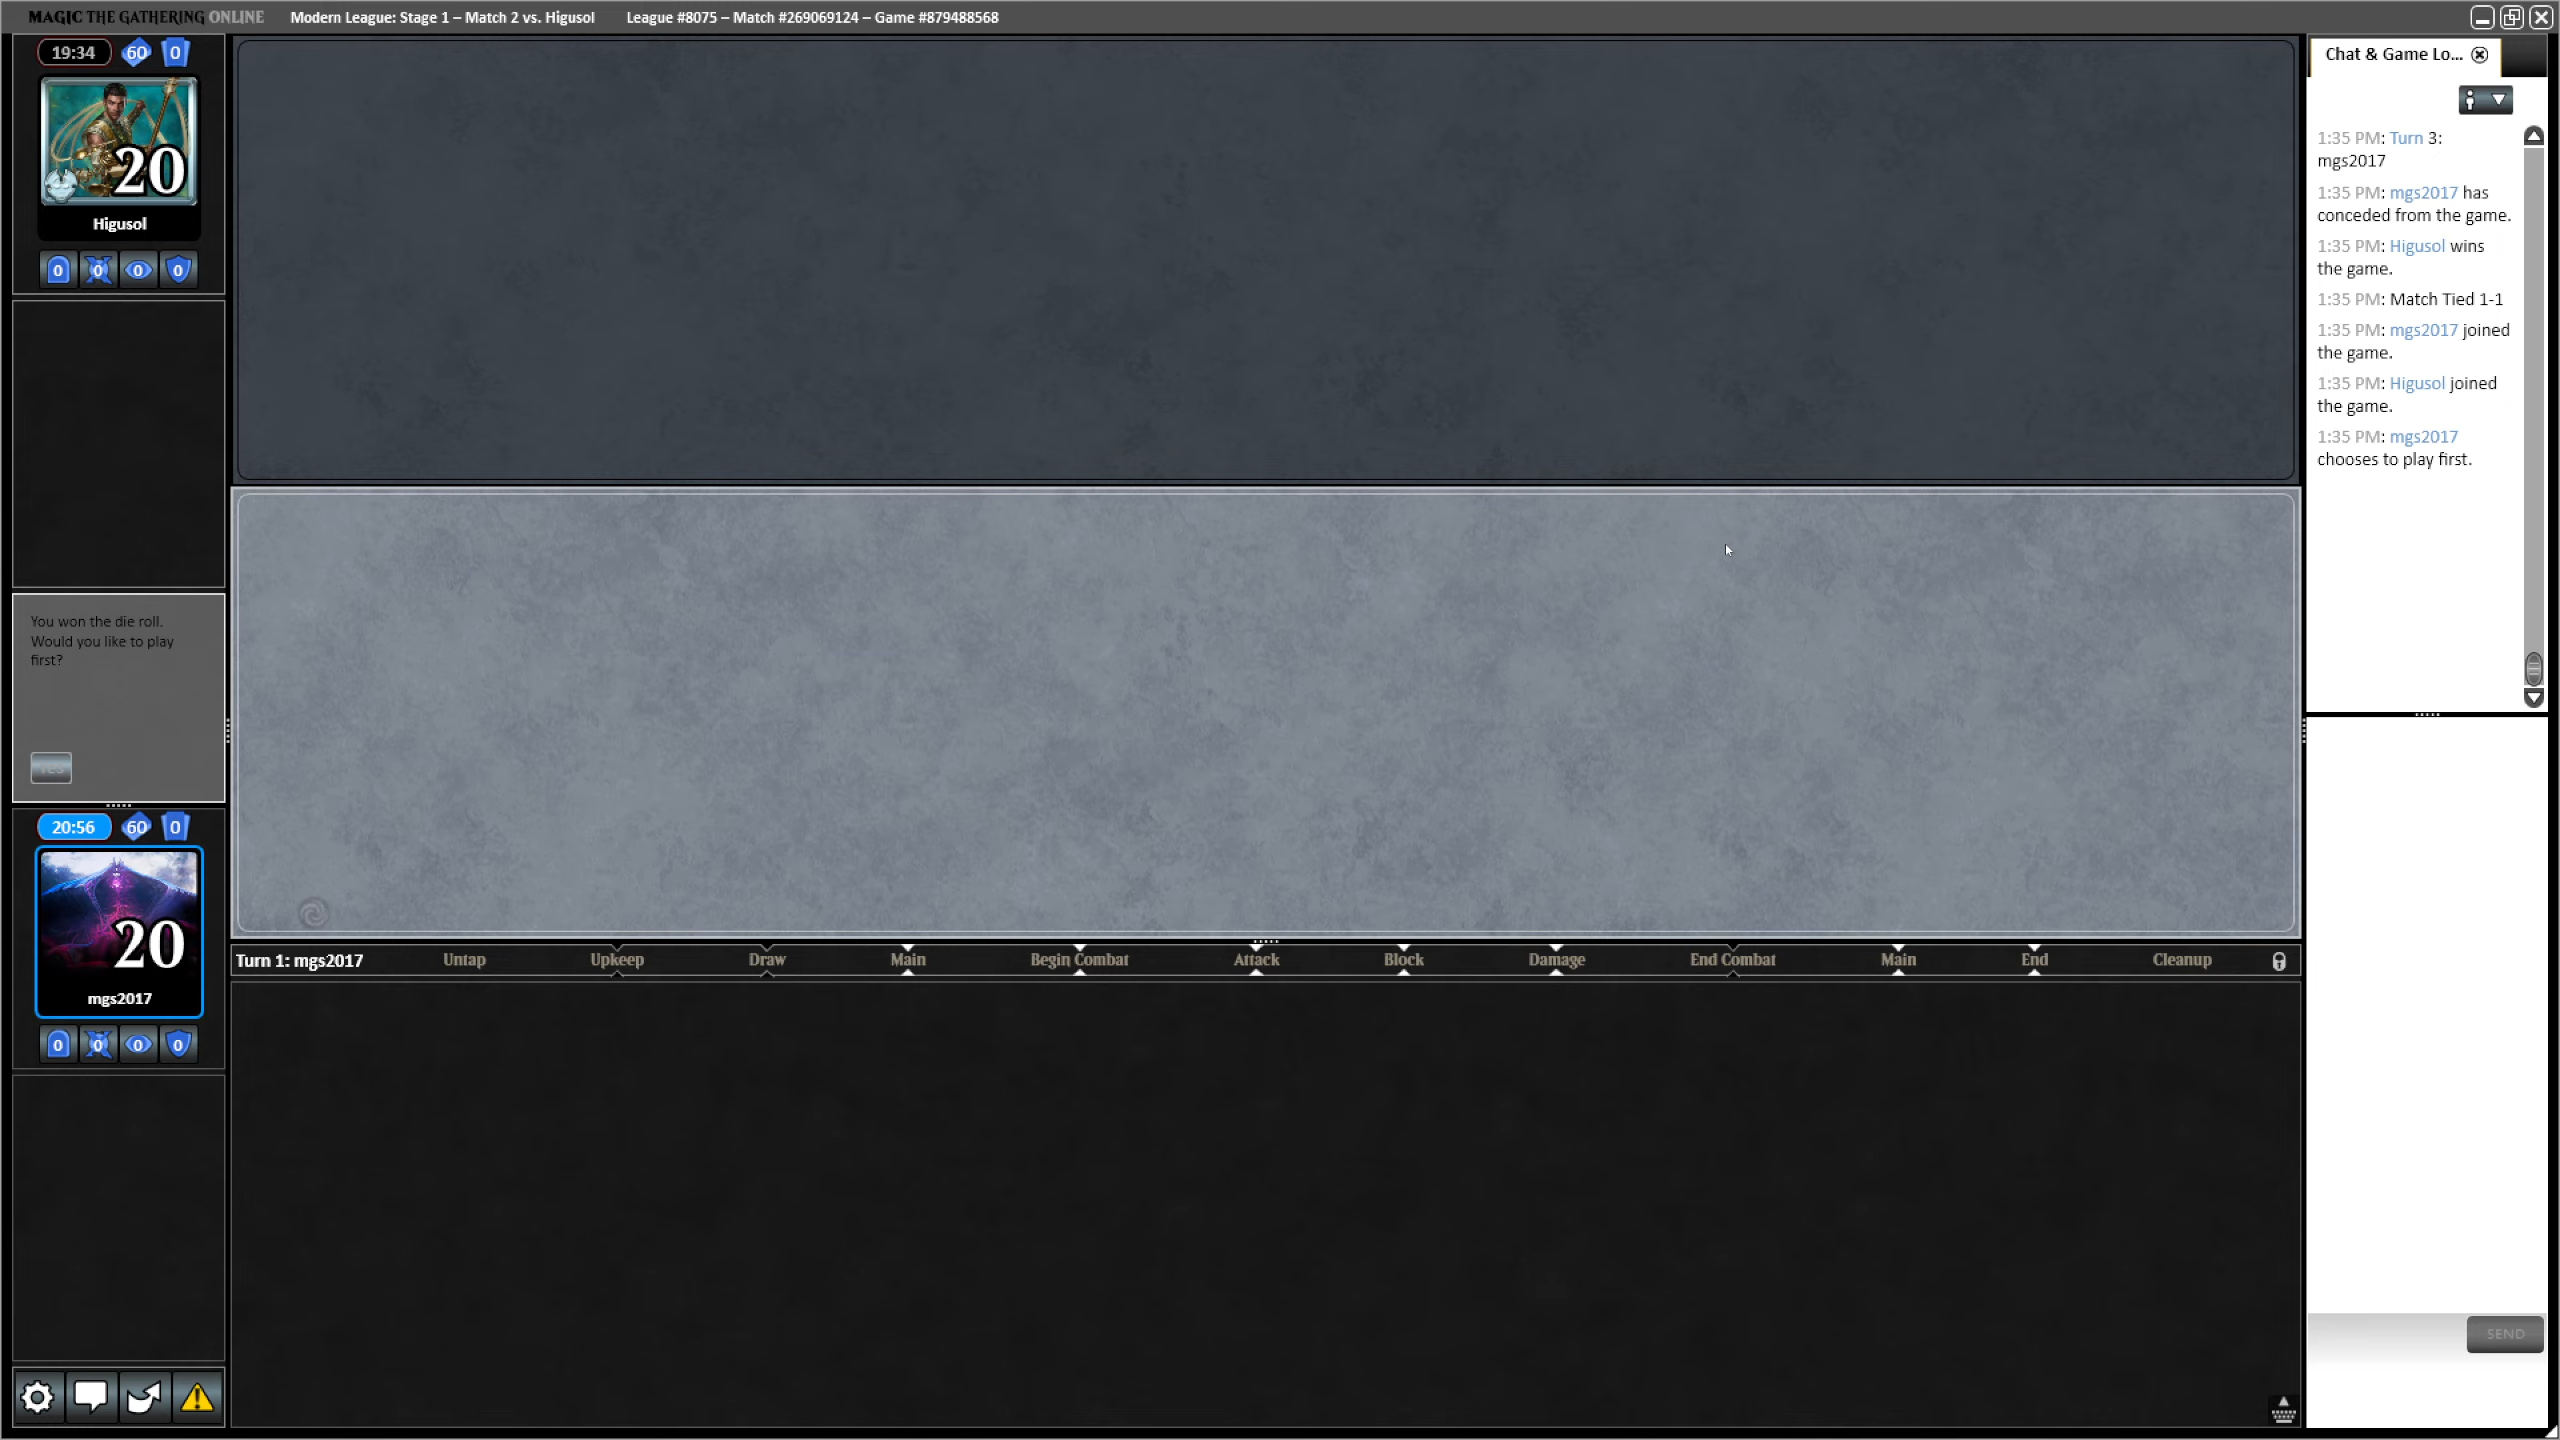 MAGIC THE GATHERING ONLINE Modern League: Stage 1 – Match 2 vs. Higusol League #8075 – Match #269069124 – Game #879488568
19:34 60 0
20
Higusol
0 0 0 0
You won the die roll.
Would you like to play
first?
YES
20:56 60 0
20
mgs2017
0 0 0 0
Turn 1: mgs2017 Untap Upkeep Draw Main Begin Combat Attack Block Damage End Combat Main End Cleanup
Chat & Game Lo...
1:35 PM: Turn 3:
mgs2017
1:35 PM: mgs2017 has
conceded from the game.
1:35 PM: Higusol wins
the game.
1:35 PM: Match Tied 1-1
1:35 PM: mgs2017 joined
the game.
1:35 PM: Higusol joined
the game.
1:35 PM: mgs2017
chooses to play first.
SEND